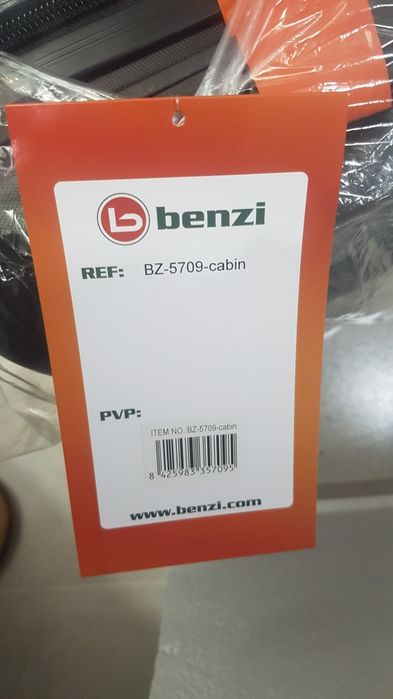 b benzi
REF: BZ-5709-cabin
PVP:
ITEM NO.:BZ-5709-cabin
8 425983 357095
www.benzi.com